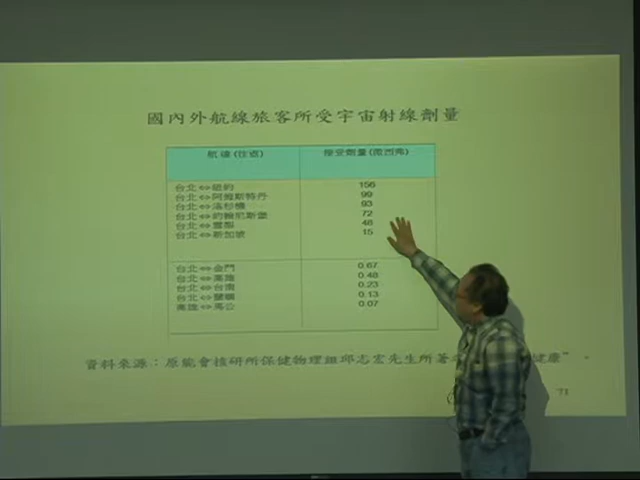 國內外航線旅客所受宇宙射線劑量
航線(往返) 接受劑量(微西弗)
台北⇔紐約 156
台北⇔阿姆斯特丹 99
台北⇔洛杉機 93
台北⇔約翰尼斯堡 72
台北⇔ 48
台北⇔新加坡 15
台北⇔金門 0.67
台北⇔高雄 0.48
台北⇔台南 0.23
台北⇔ 0.13
高雄⇔馬公 0.07
資料來源：原能會核研所保健物理組邱志宏先生所著 健康”。
71